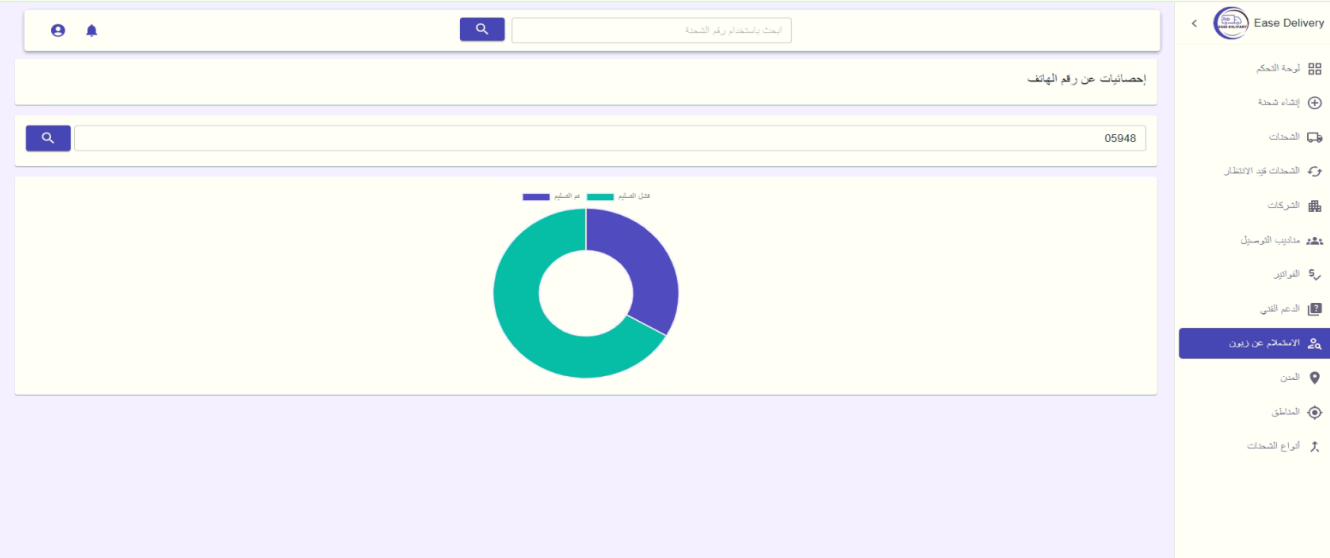 Ease Delivery
ابحث باستخدام رقم الشحنة
إحصائيات عن رقم الهاتف
05948
فشل التسليم
تم التسليم
لوحة التحكم
إنشاء شحنة
الشحنات
الشحنات قيد الانتظار
الشركات
مناديب التوصيل
الفواتير
الدعم الفني
الاستعلام عن زبون
المدن
المناطق
أنواع الشحنات